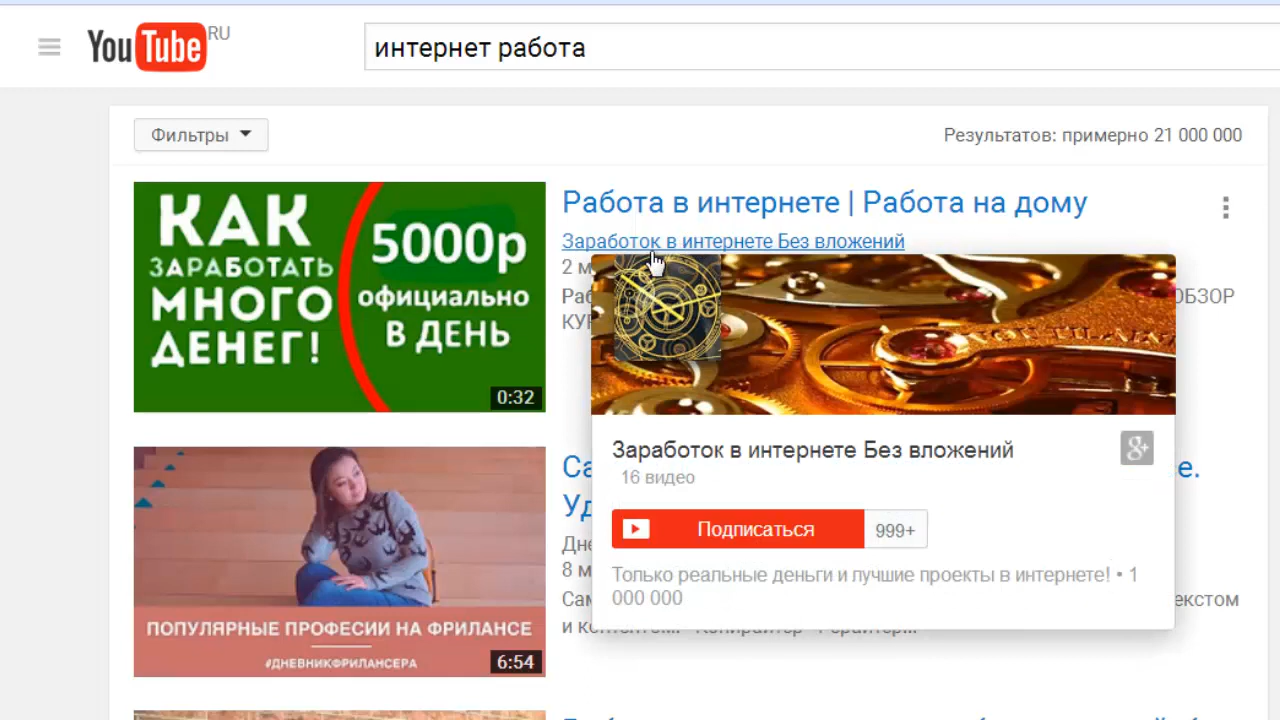 YouTube RU
интернет работа
Фильтры
Результатов: примерно 21 000 000
КАК
ЗАРАБОТАТЬ
МНОГО
ДЕНЕГ!
5000р
официально
В ДЕНЬ
0:32
Работа в интернете | Работа на дому
Заработок в интернете Без вложений
2
ОБЗОР
Заработок в интернете Без вложений
16 видео
Подписаться 999+
Только реальные деньги и лучшие проекты в интернете! • 1
000 000
ПОПУЛЯРНЫЕ ПРОФЕСИИ НА ФРИЛАНСЕ
#ДНЕВНИКФРИЛАНСЕРА
6:54
8